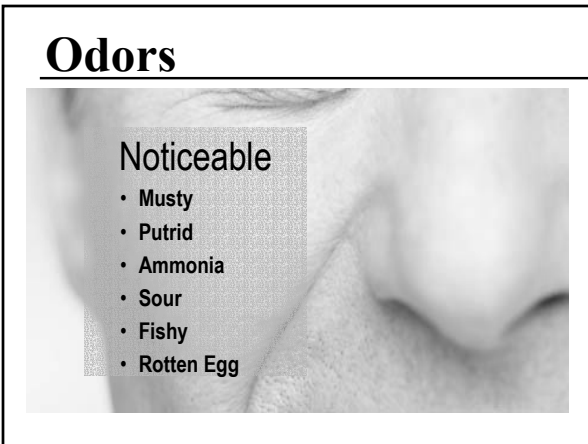 Odors
Noticeable
• Musty
• Putrid
• Ammonia
• Sour
• Fishy
• Rotten Egg